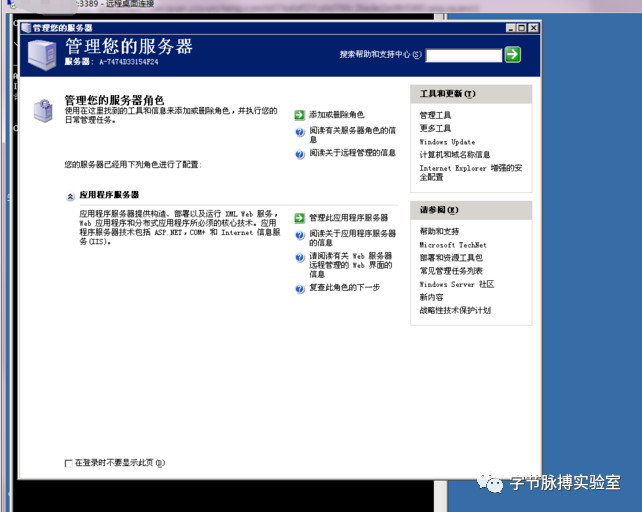 :3389 - 远程桌面连接
管理您的服务器
管理您的服务器
服务器: A-7474D33154P24
搜索帮助和支持中心(S)
管理您的服务器角色
使用在这里找到的工具和信息来添加或删除角色，并执行您的
日常管理任务。
您的服务器已经用下列角色进行了配置:
添加或删除角色
阅读有关服务器角色的信
息
阅读关于远程管理的信息
应用程序服务器
应用程序服务器提供构造、部署以及运行 XML Web 服务，
Web 应用程序和分布式应用程序所必须的核心技术。应用
程序服务器技术包括 ASP.NET，COM+ 和 Internet 信息服
务(IIS)。
管理此应用程序服务器
阅读关于应用程序服务器
的信息
请阅读有关 Web 服务器
远程管理的 Web 界面的
信息
复查此角色的下一步
工具和更新(T)
管理工具
更多工具
Windows Update
计算机和域名称信息
Internet Explorer 增强的安
全配置
请参阅(E)
帮助和支持
Microsoft TechNet
部署和资源工具包
常见管理任务列表
Windows Server 社区
新内容
战略性技术保护计划
在登录时不要显示此页(D)
字节脉搏实验室